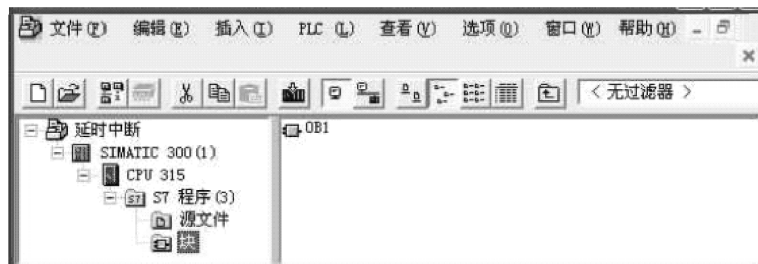 文件(F) 编辑(E) 插入(I) PLC (L) 查看(V) 选项(O) 窗口(W) 帮助(H)
< 无过滤器 >
延时中断
SIMATIC 300(1)
CPU 315
S7 程序(3)
源文件
块
OB1